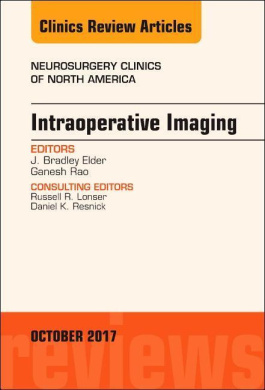 Clinics Review Articles
NEUROSURGERY CLINICS
OF NORTH AMERICA
Intraoperative Imaging
EDITORS
J. Bradley Elder
Ganesh Rao
CONSULTING EDITORS
Russell R. Lonser
Daniel K. Resnick
OCTOBER 2017
reviews